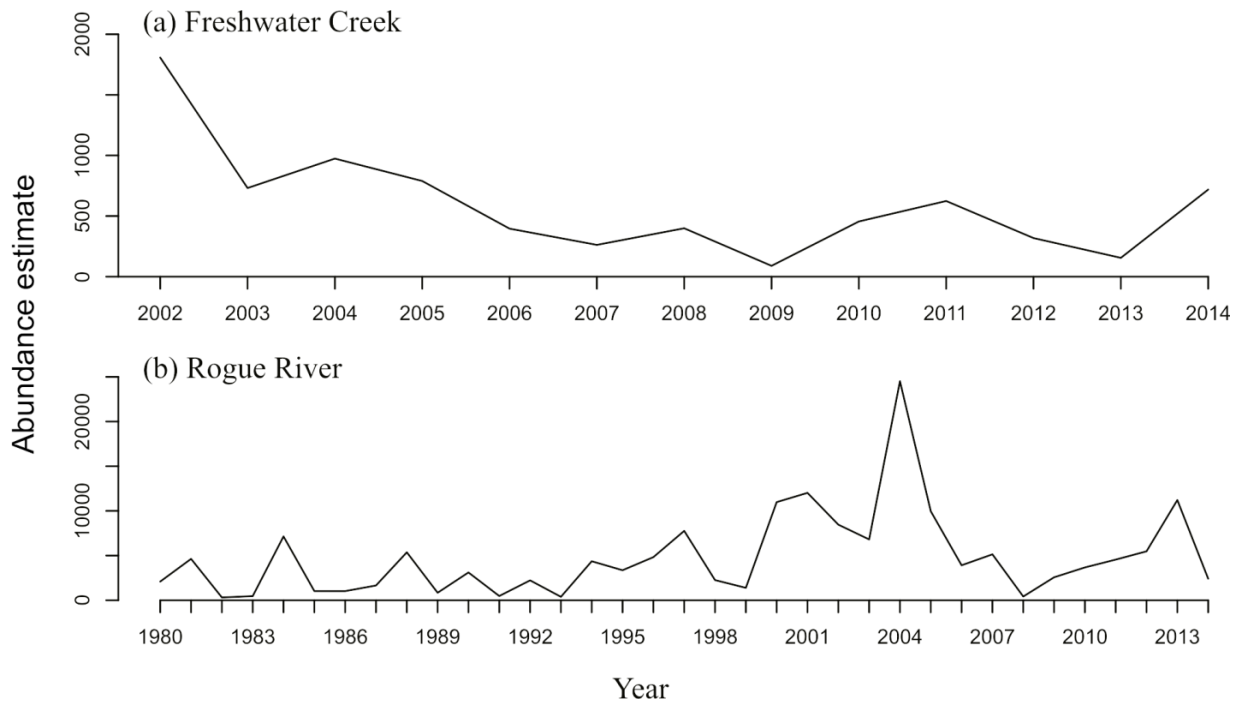 (a) Freshwater Creek
2000
1000
500
0
2002 2003 2004 2005 2006 2007 2008 2009 2010 2011 2012 2013 2014
Abundance estimate
(b) Rogue River
20000
10000
0
1980 1983 1986 1989 1992 1995 1998 2001 2004 2007 2010 2013
Year